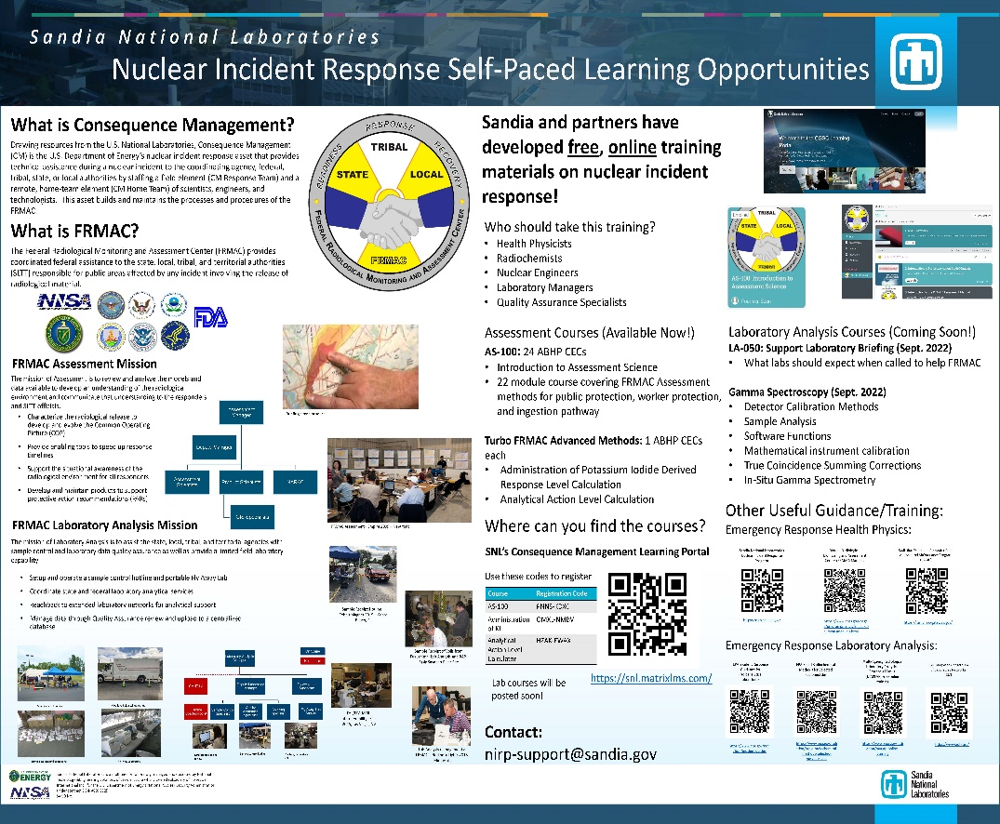 Sandia National Laboratories
Nuclear Incident Response Self-Paced Learning Opportunities
What is Consequence Management?
Drawing resources from the U.S. National Laboratories, Consequence Management
(CM) is the U.S. Department of Energy's nuclear incident response asset that provides
technical assistance during a nuclear incident to the coordinating agency, federal,
tribal, state, or local authorities by staffing a field element (CM Response Team) and a
remote, home-team element (CM Home Team) of scientists, engineers, and
technologists. This asset builds and maintains the processes and procedures of the
FRMAC.
What is FRMAC?
The Federal Radiological Monitoring and Assessment Center (FRMAC) provides
coordinated federal assistance to the state, local, tribal, and territorial authorities
(SLTT) responsible for public areas affected by any incident involving the release of
radiological material.
READINESS RESPONSE RECOVERY
TRIBAL
STATE
LOCAL
FRMAC
FEDERAL RADIOLOGICAL MONITORING AND ASSESSMENT CENTER
NNSA
FDA
FRMAC Assessment Mission
The mission of Assessment is to review and analyze the models and
data available to develop an understanding of the radiological
environment and communicate that understanding to the responders
and SLTT officials.
• Characterize the radiological release to
develop and evolve the Common Operating
Picture (COP)
• Provide enabling tools to speed up response
timelines
• Support the situational awareness of the
radiological environment for all responders
• Develop and maintain products to support
protective action recommendations (PARs)
Assessment
Manager
Deputy Manager
Assessment
Scientists
Product Scientists
NARAC
FRMAC Laboratory Analysis Mission
The mission of Laboratory Analysis is to assist the state, local, tribal, and territorial agencies with
sample control and laboratory data quality assurance as well as provide a limited field laboratory
capability
• Setup and operate a sample control hotline and portable Fly Away Lab
• Coordinate state and federal laboratory analytical services
• Reachback to extended laboratory networks for analytical support
• Manage data through Quality Assurance review and upload to a centralized
database
Sandia and partners have
developed free, online training
materials on nuclear incident
response!
Who should take this training?
• Health Physicists
• Radiochemists
• Nuclear Engineers
• Laboratory Managers
• Quality Assurance Specialists
Assessment Courses (Available Now!)
AS-100: 24 ABHP CECs
• Introduction to Assessment Science
• 22 module course covering FRMAC Assessment
methods for public protection, worker protection,
and ingestion pathway
Turbo FRMAC Advanced Methods: 1 ABHP CECs
each
• Administration of Potassium Iodide Derived
Response Level Calculation
• Analytical Action Level Calculation
Where can you find the courses?
SNL's Consequence Management Learning Portal
Use these codes to register
Course Registration Code
AS-100
Administration
of KI
Analytical
Action Level
Calculator
https://snl.matrixlms.com/
Lab courses will be
posted soon!
Contact:
nirp-support@sandia.gov
Enrolled
TRIBAL
STATE
LOCAL
AS-100 Introduction to
Assessment Science
Laboratory Analysis Courses (Coming Soon!)
LA-050: Support Laboratory Briefing (Sept. 2022)
• What labs should expect when called to help FRMAC
Gamma Spectroscopy (Sept. 2022)
• Detector Calibration Methods
• Sample Analysis
• Software Functions
• Mathematical instrument calibration
• True Coincidence Summing Corrections
• In-Situ Gamma Spectrometry
Other Useful Guidance/Training:
Emergency Response Health Physics:
Emergency Response Laboratory Analysis:
ENERGY
NNSA
Sandia
National
Laboratories